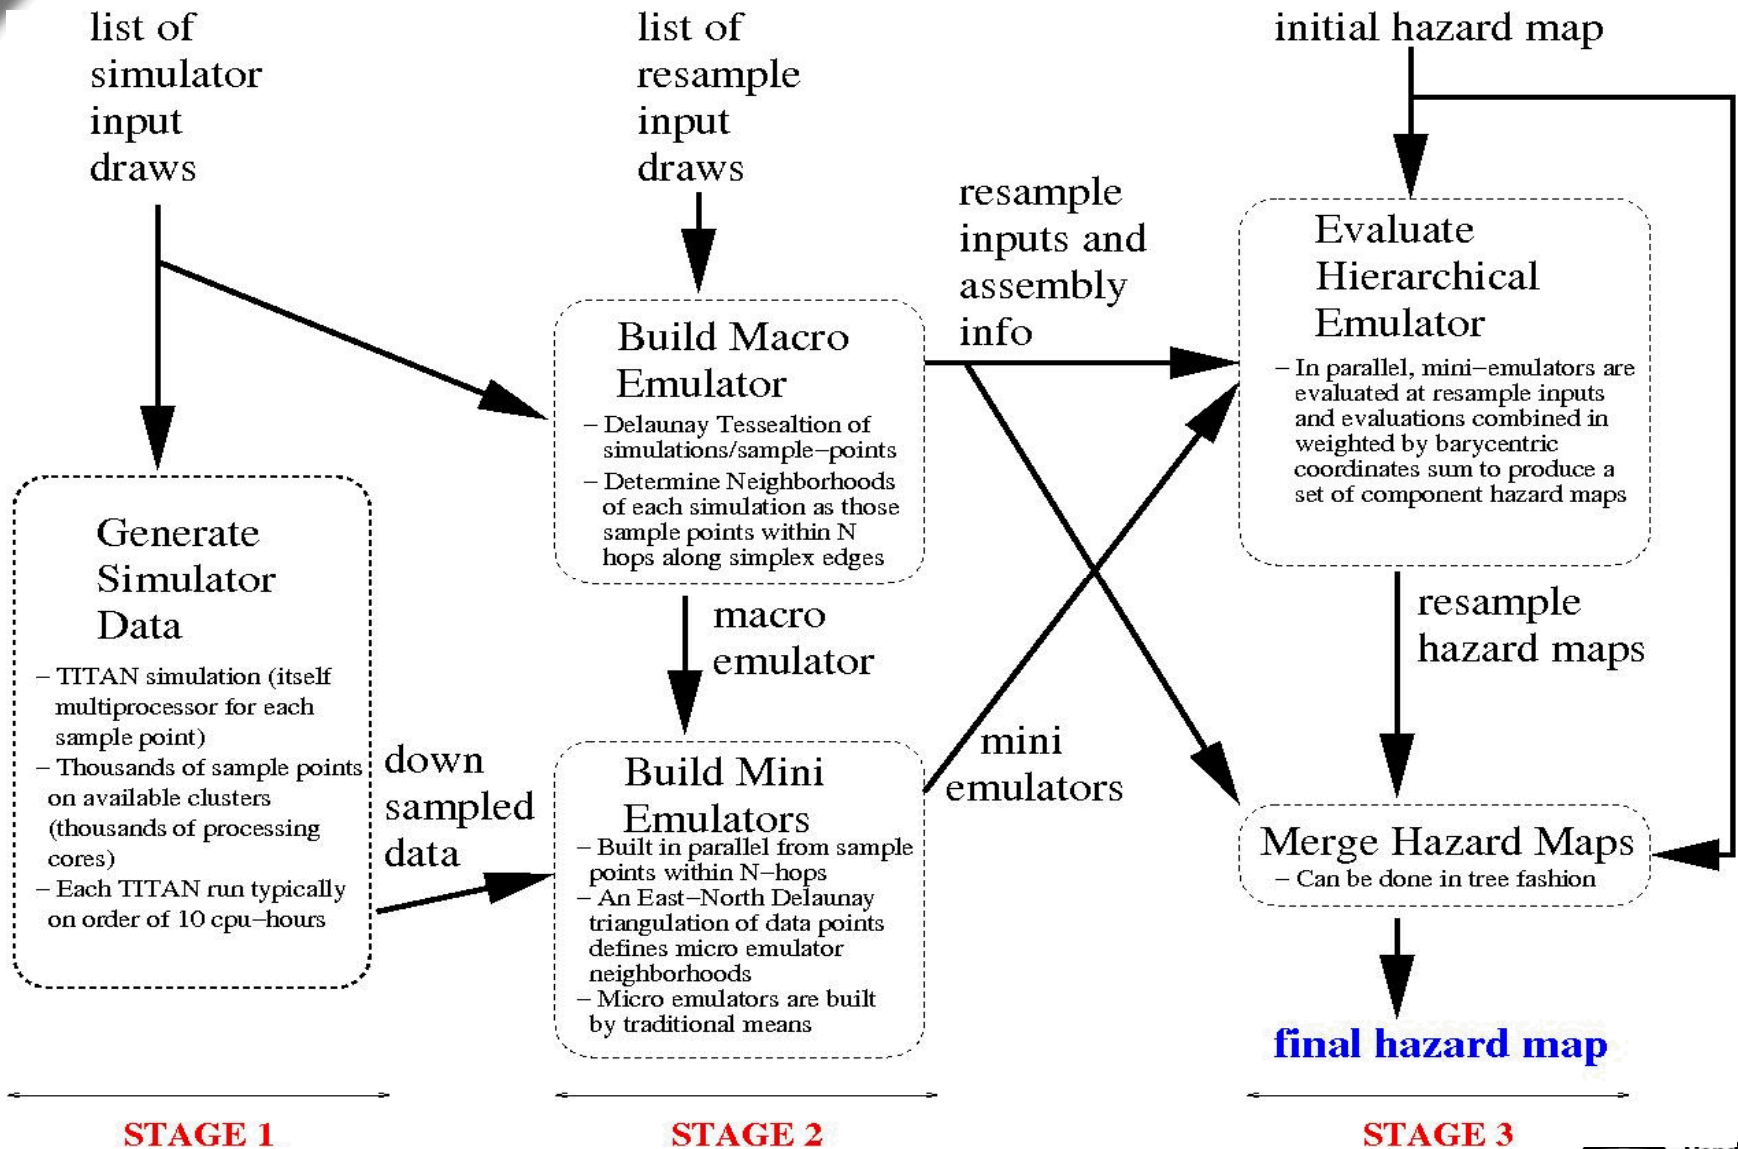 list of
simulator
input
draws
list of
resample
input
draws
initial hazard map
resample
inputs and
assembly
info
Generate
Simulator
Data
− TITAN simulation (itself
multiprocessor for each
sample point)
− Thousands of sample points
on available clusters
(thousands of processing
cores)
− Each TITAN run typically
on order of 10 cpu−hours
down
sampled
data
Build Macro
Emulator
− Delaunay Tessealtion of
simulations/sample−points
− Determine Neighborhoods
of each simulation as those
sample points within N
hops along simplex edges
macro
emulator
Build Mini
Emulators
− Built in parallel from sample
points within N−hops
− An East−North Delaunay
triangulation of data points
defines micro emulator
neighborhoods
− Micro emulators are built
by traditional means
mini
emulators
Evaluate
Hierarchical
Emulator
− In parallel, mini−emulators are
evaluated at resample inputs
and evaluations combined in
weighted by barycentric
coordinates sum to produce a
set of component hazard maps
resample
hazard maps
Merge Hazard Maps
− Can be done in tree fashion
final hazard map
STAGE 1
STAGE 2
STAGE 3